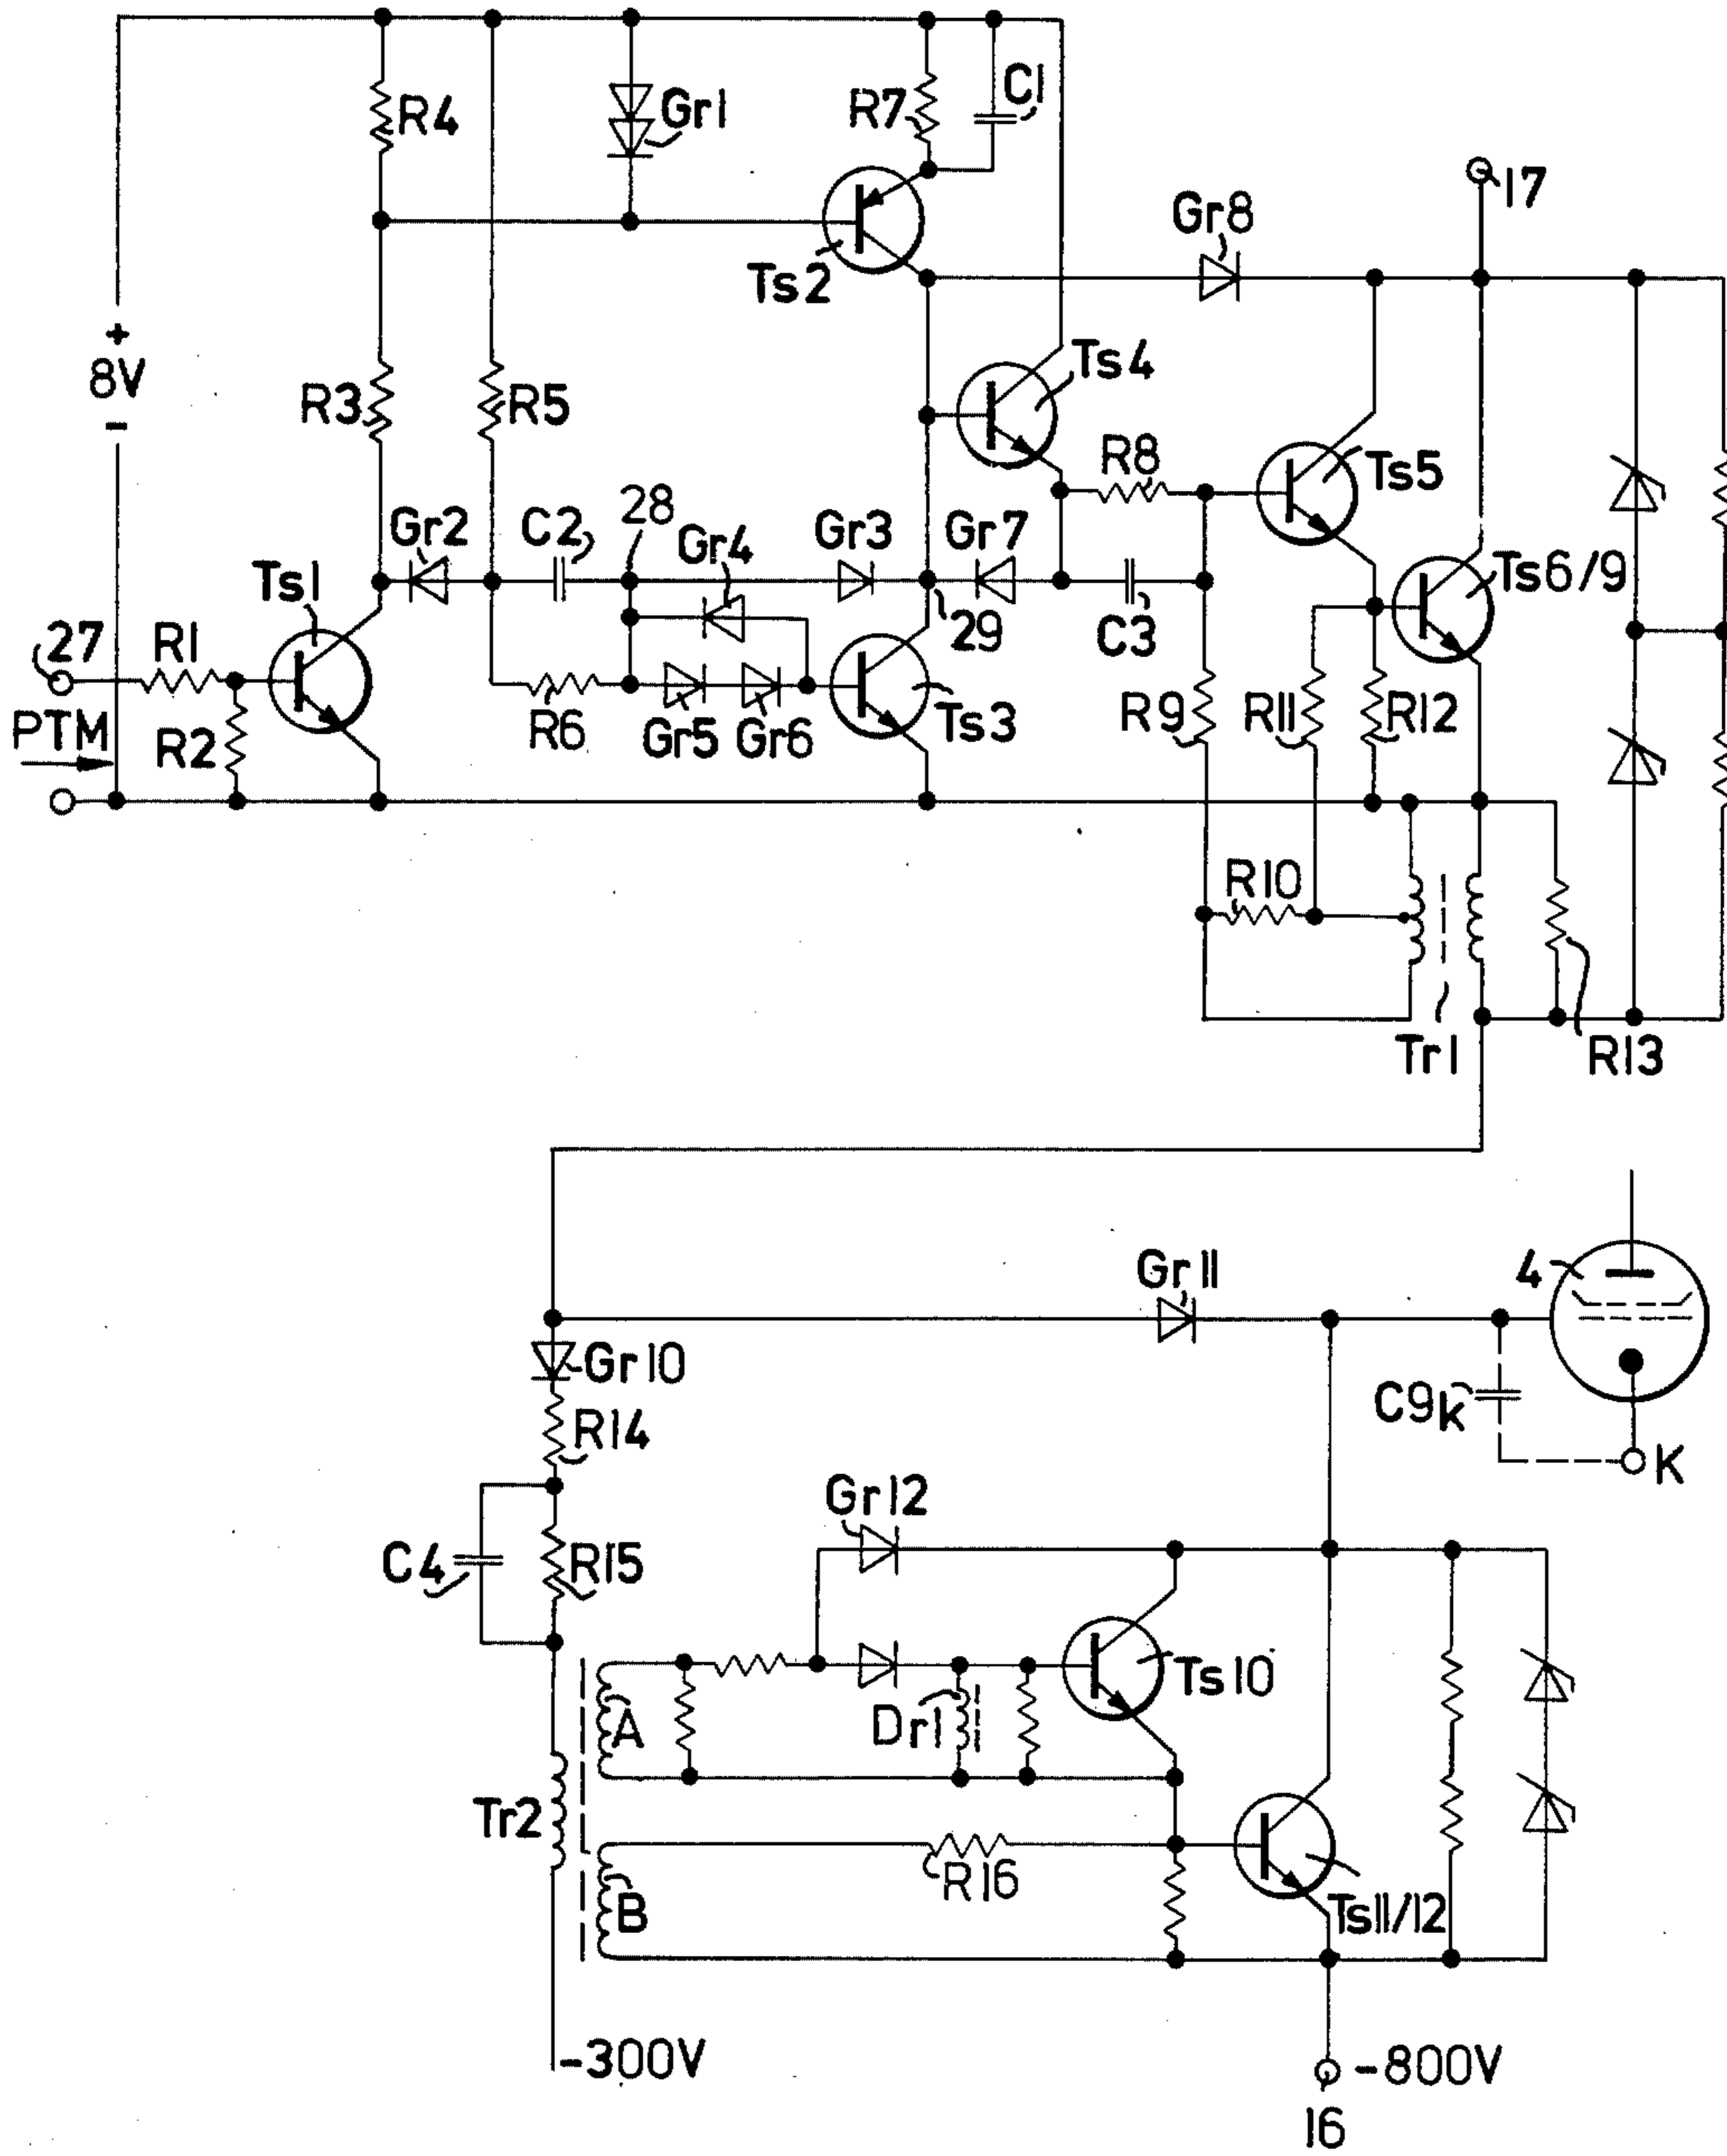 R4
Gr1
R7
C1
17
Gr8
Ts2
+
8V
-
Ts4
R3
R5
R8
Ts5
Gr2
C2
28
Gr4
Gr3
Gr7
Ts1
Ts6/9
27
R1
29
C3
PTM
R2
R6
Gr5
Gr6
Ts3
R9
R11
R12
R10
Tr1
R13
Gr11
4
Gr10
C9k
R14
K
Gr12
C4
R15
Ts10
A
Dr1
Tr2
R16
B
Ts11/12
-300V
-800V
16